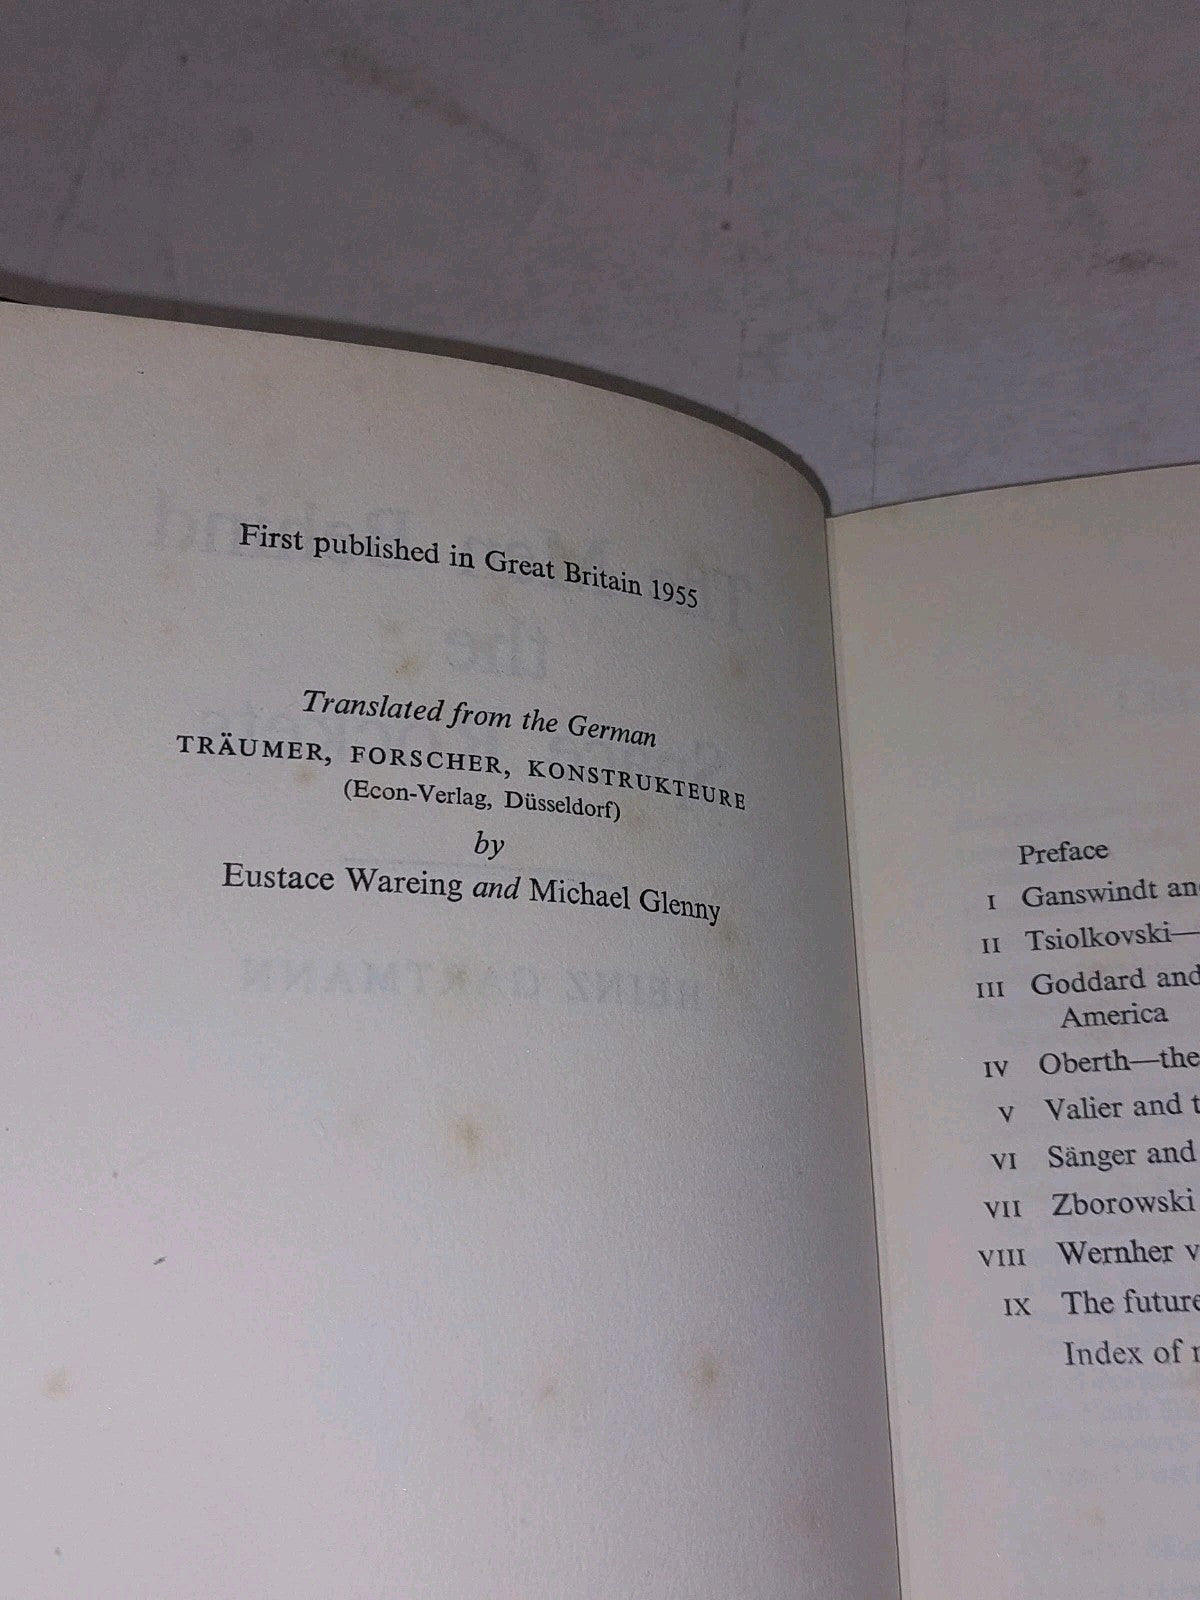 First published in Great Britain 1955
Translated from the German
TRÄUMER, FORSCHER, KONSTRUKTEURE
(Econ-Verlag, Düsseldorf)
by
Eustace Wareing and Michael Glenny
Preface
I Ganswindt an
II Tsiolkovski—
III Goddard and
America
IV Oberth—the
V Valier and t
VI Sänger and
VII Zborowski
VIII Wernher v
IX The future
Index of